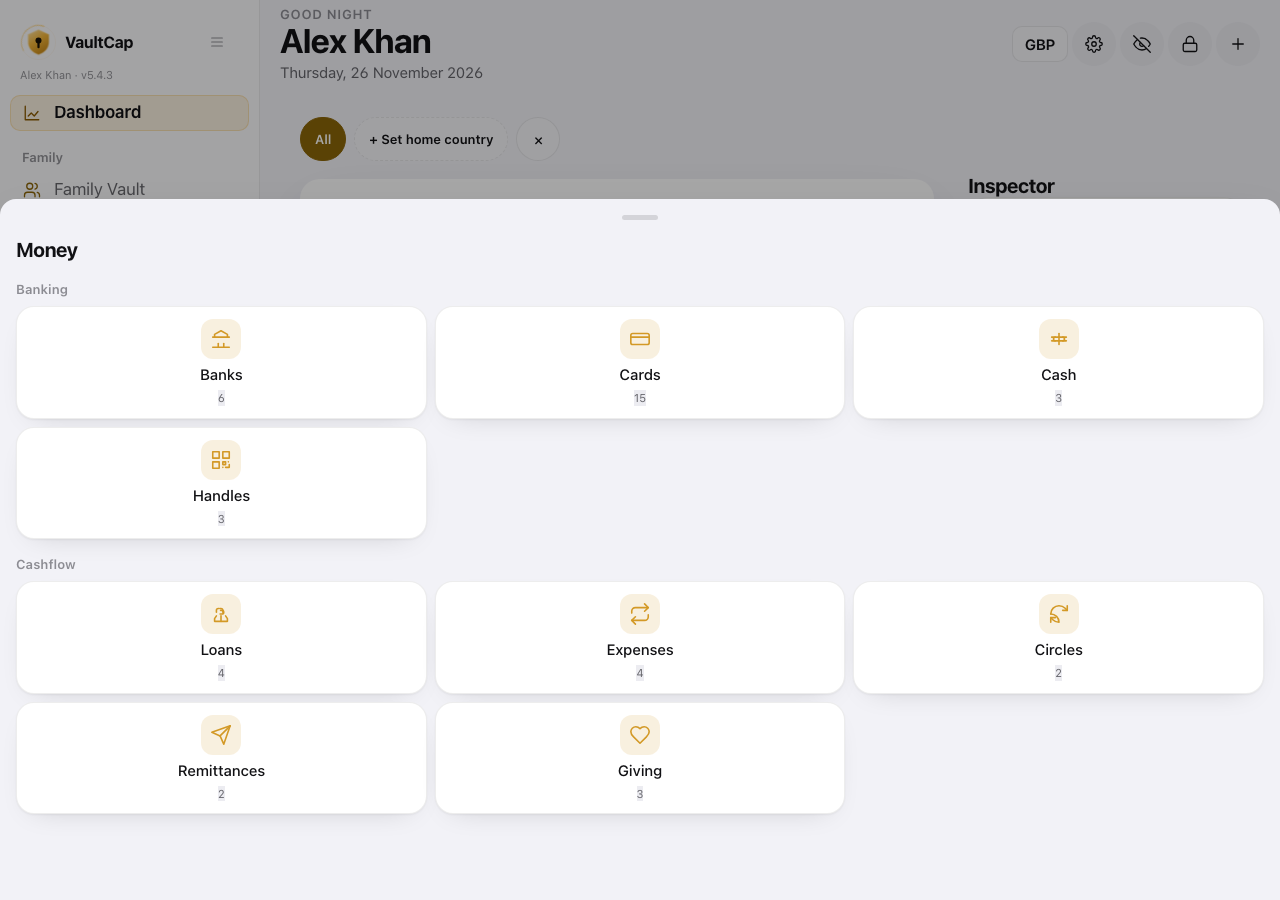 VaultCap
Alex Khan · v5.4.3
Dashboard
Family
Family Vault
GOOD NIGHT
Alex Khan
Thursday, 26 November 2026
GBP
All
+ Set home country
×
Inspector
Money
Banking
Banks
6
Cards
15
Cash
3
Handles
3
Cashflow
Loans
4
Expenses
4
Circles
2
Remittances
2
Giving
3